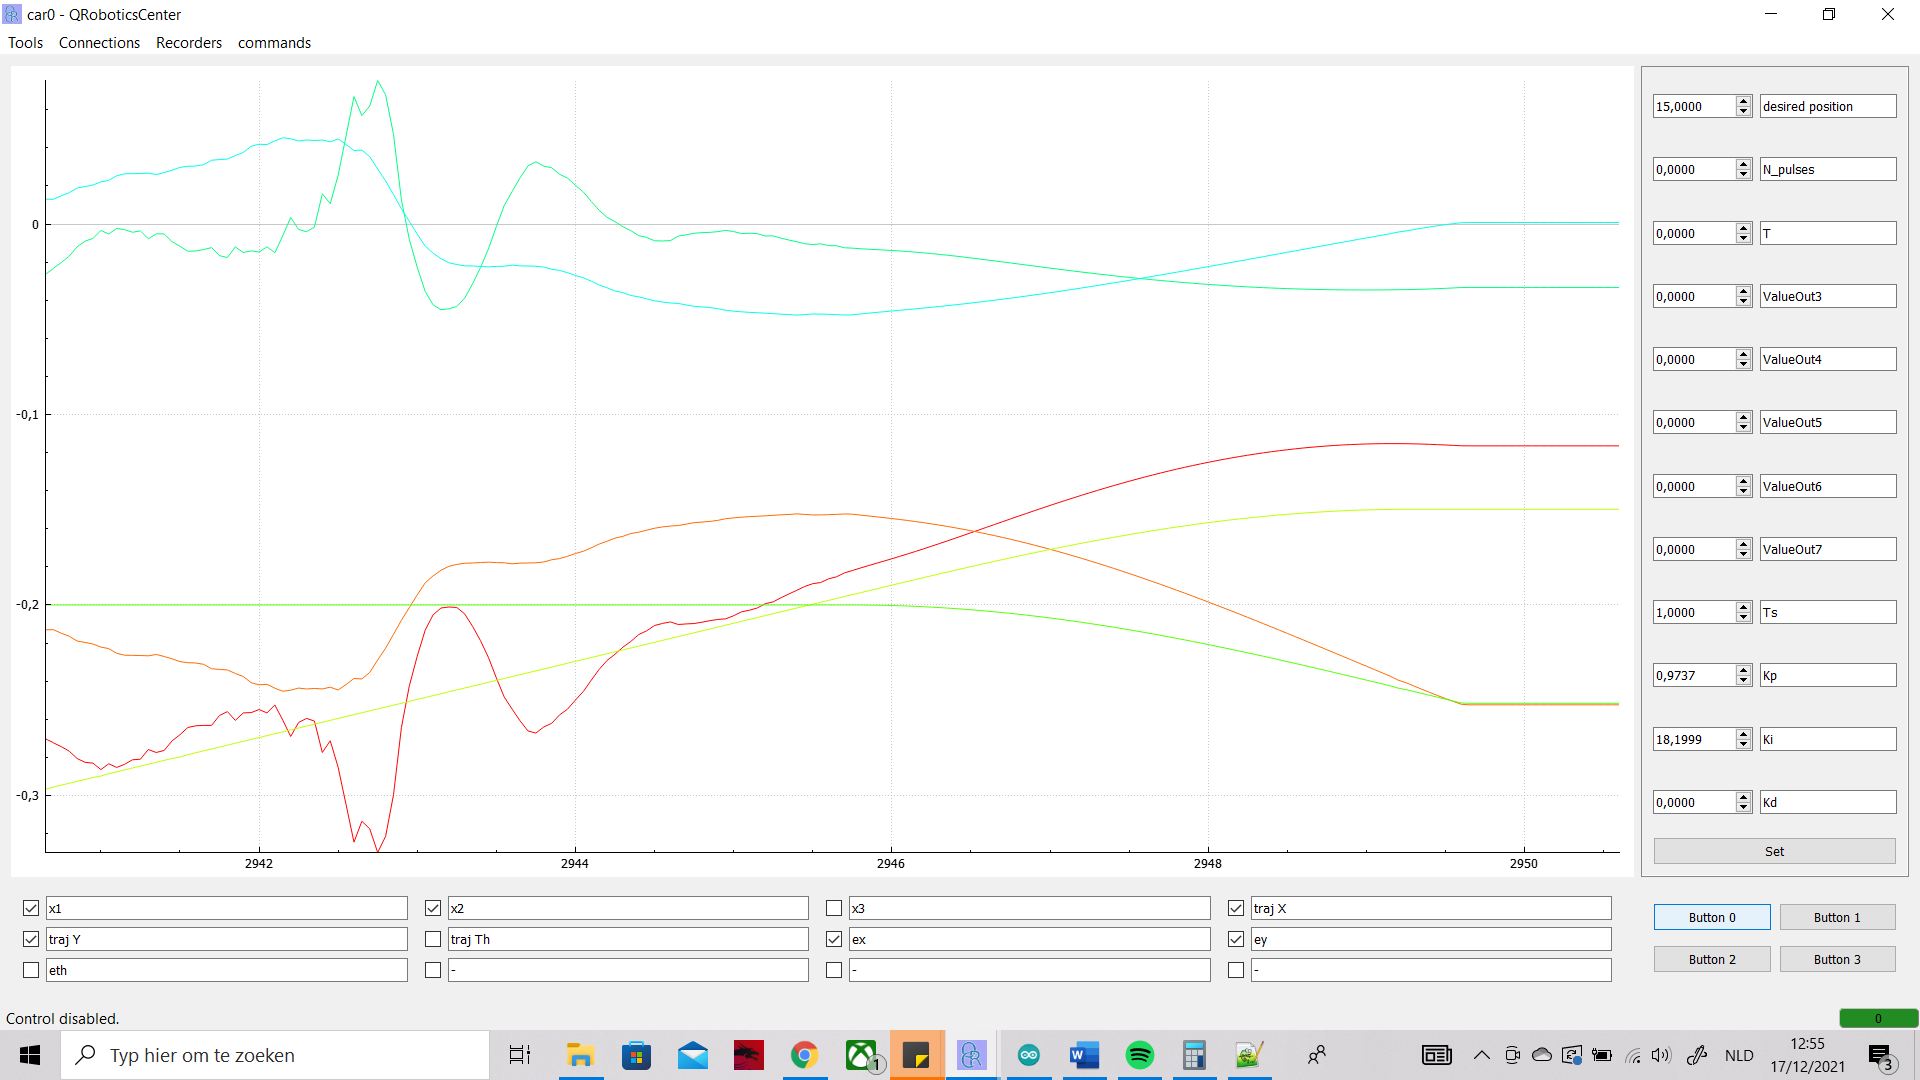 car0 - QRoboticsCenter
Tools Connections Recorders commands
0
-0,1
-0,2
-0,3
2942 2944 2946 2948 2950
15,0000 desired position
0,0000 N_pulses
0,0000 T
0,0000 ValueOut3
0,0000 ValueOut4
0,0000 ValueOut5
0,0000 ValueOut6
0,0000 ValueOut7
1,0000 Ts
0,9737 Kp
18,1999 Ki
0,0000 Kd
Set
x1 x2 x3 traj X
traj Y traj Th ex ey
eth - - -
Button 0 Button 1
Button 2 Button 3
Control disabled.
0
Typ hier om te zoeken
1
W
NLD
12:55
17/12/2021
3